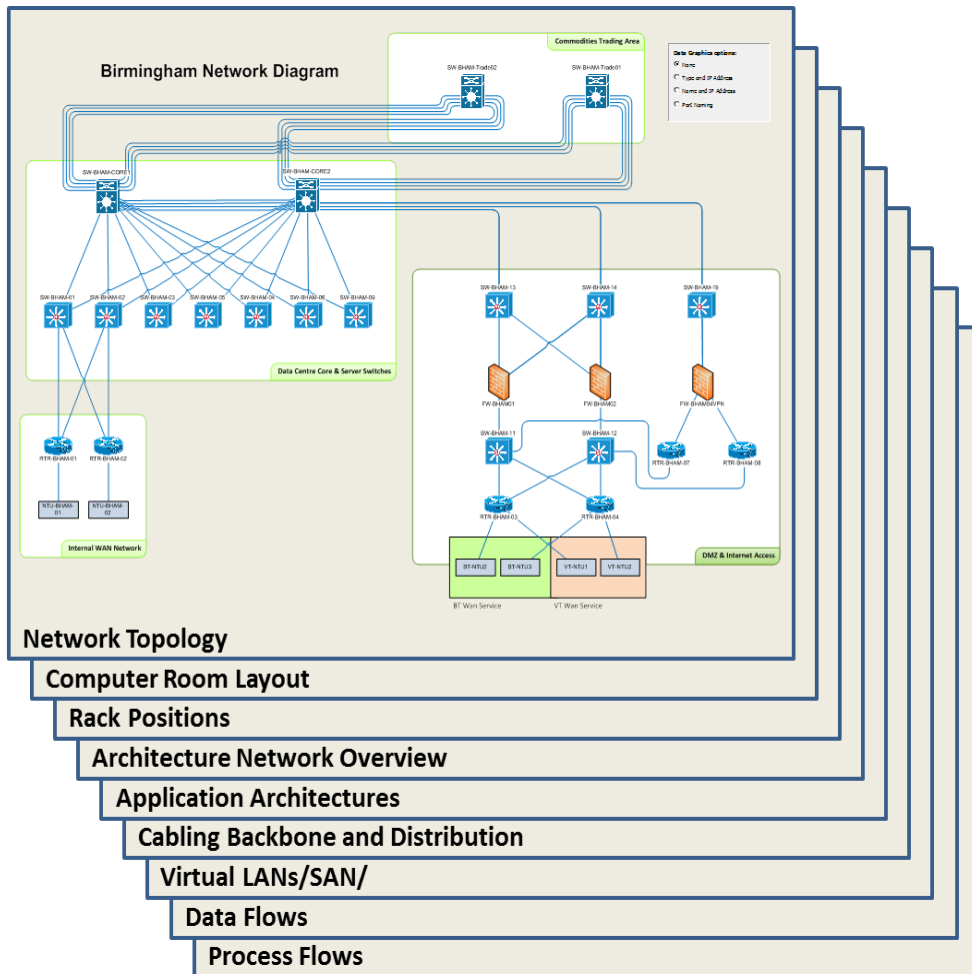 Commodities Trading Area
Birmingham Network Diagram
Data Graphics options:
None
Type and IP Address
Name and IP Address
Port Naming
SW-BHAM-Trade02
SW-BHAM-Trade01
SW-BHAM-CORE1
SW-BHAM-CORE2
SW-BHAM-01
SW-BHAM-02
SW-BHAM-03
SW-BHAM-05
SW-BHAM-04
SW-BHAM-06
SW-BHAM-09
Data Centre Core & Server Switches
SW-BHAM-13
SW-BHAM-14
SW-BHAM-19
FW-BHAM01
FW-BHAM02
FW-BHAM04VPN
SW-BHAM-11
SW-BHAM-12
RTR-BHAM-07
RTR-BHAM-08
RTR-BHAM-01
RTR-BHAM-02
NTU-BHAM-
01
NTU-BHAM-
02
Internal WAN Network
RTR-BHAM-03
RTR-BHAM-04
DMZ & Internet Access
BT-NTU2
BT-NTU3
VT-NTU1
VT-NTU2
BT Wan Service
VT Wan Service
Network Topology
Computer Room Layout
Rack Positions
Architecture Network Overview
Application Architectures
Cabling Backbone and Distribution
Virtual LANs/SAN/
Data Flows
Process Flows